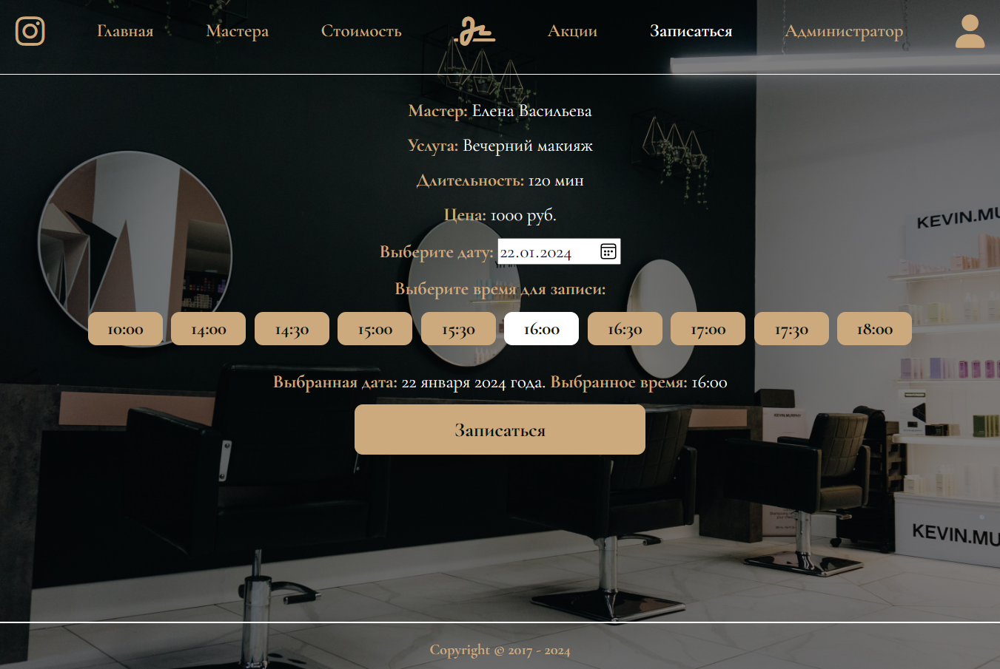 Главная Мастера Стоимость Акции Записаться Администратор
Мастер: Елена Васильева
Услуга: Вечерний макияж
Длительность: 120 мин
Цена: 1000 руб.
KEVIN.MU
Выберите дату: 22.01.2024
Выберите время для записи:
10:00 14:00 14:30 15:00 15:30 16:00 16:30 17:00 17:30 18:00
Выбранная дата: 22 января 2024 года. Выбранное время: 16:00
KEVIN.MURPHY
Записаться
KEVIN.MU
Copyright © 2017 - 2024